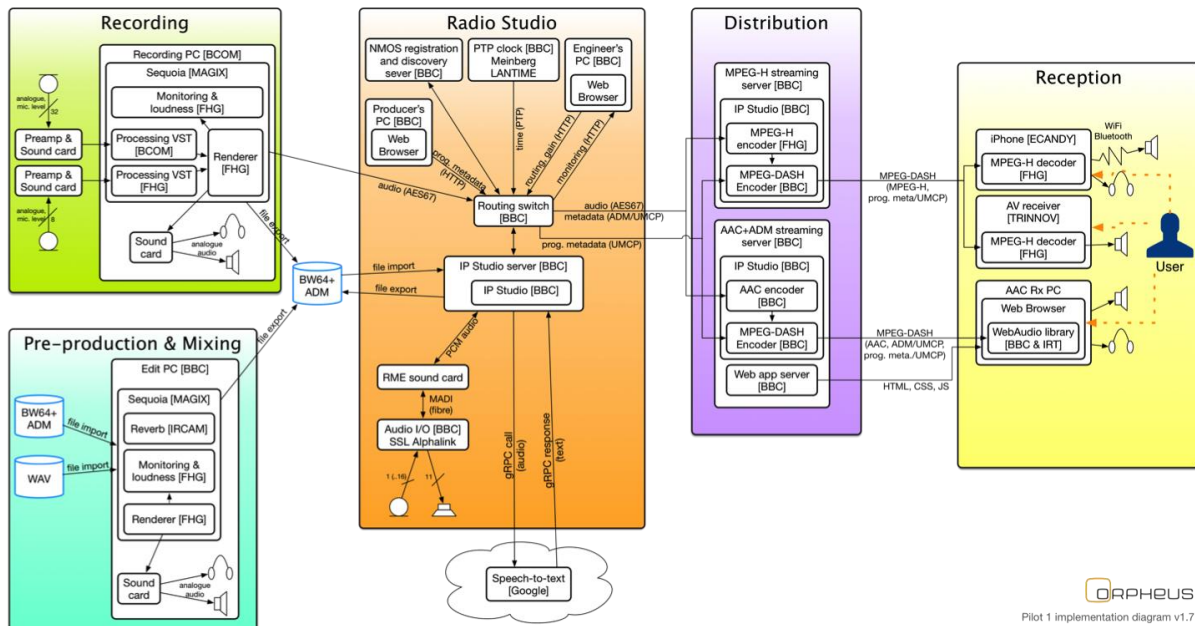 Recording
Recording PC [BCOM]
Sequoia [MAGIX]
Monitoring &
loudness [FHG]
analogue,
mic. level
32
Preamp &
Sound card
Processing VST
[BCOM]
Renderer
[FHG]
Preamp &
Sound card
Processing VST
[FHG]
analogue,
mic. level
8
Sound
card
analogue
audio
audio (AES67)
file export
BW64+
ADM
file import
file export
file export
Pre-production & Mixing
Edit PC [BBC]
Sequoia [MAGIX]
BW64+
ADM
file import
Reverb [IRCAM]
WAV
file import
Monitoring &
loudness [FHG]
Renderer [FHG]
Sound
card
analogue
audio
Radio Studio
NMOS registration
and discovery
sever [BBC]
PTP clock [BBC]
Meinberg
LANTIME
Engineer's
PC [BBC]
Web
Browser
Producer's
PC [BBC]
Web
Browser
prog. metadata
(HTTP)
time (PTP)
routing, gain (HTTP)
monitoring (HTTP)
Routing switch
[BBC]
audio (AES67)
metadata (ADM/UMCP)
prog. metadata (UMCP)
IP Studio server [BBC]
IP Studio [BBC]
PCM audio
RME sound card
MADI
(fibre)
Audio I/O [BBC]
SSL Alphalink
1 (..16)
11
gRPC call
(audio)
gRPC response
(text)
Speech-to-text
[Google]
Distribution
MPEG-H streaming
server [BBC]
IP Studio [BBC]
MPEG-H
encoder [FHG]
MPEG-DASH
Encoder [BBC]
AAC+ADM streaming
server [BBC]
IP Studio [BBC]
AAC encoder
[BBC]
MPEG-DASH
Encoder [BBC]
Web app server
[BBC]
MPEG-DASH
(MPEG-H,
prog. meta/UMCP)
MPEG-DASH
(AAC, ADM/UMCP,
prog. meta./UMCP)
HTML, CSS, JS
Reception
iPhone [ECANDY]
WiFi
Bluetooth
MPEG-H decoder
[FHG]
AV receiver
[TRINNOV]
MPEG-H decoder
[FHG]
User
AAC Rx PC
Web Browser
WebAudio library
[BBC & IRT]
ORPHEUS
Pilot 1 implementation diagram v1.7